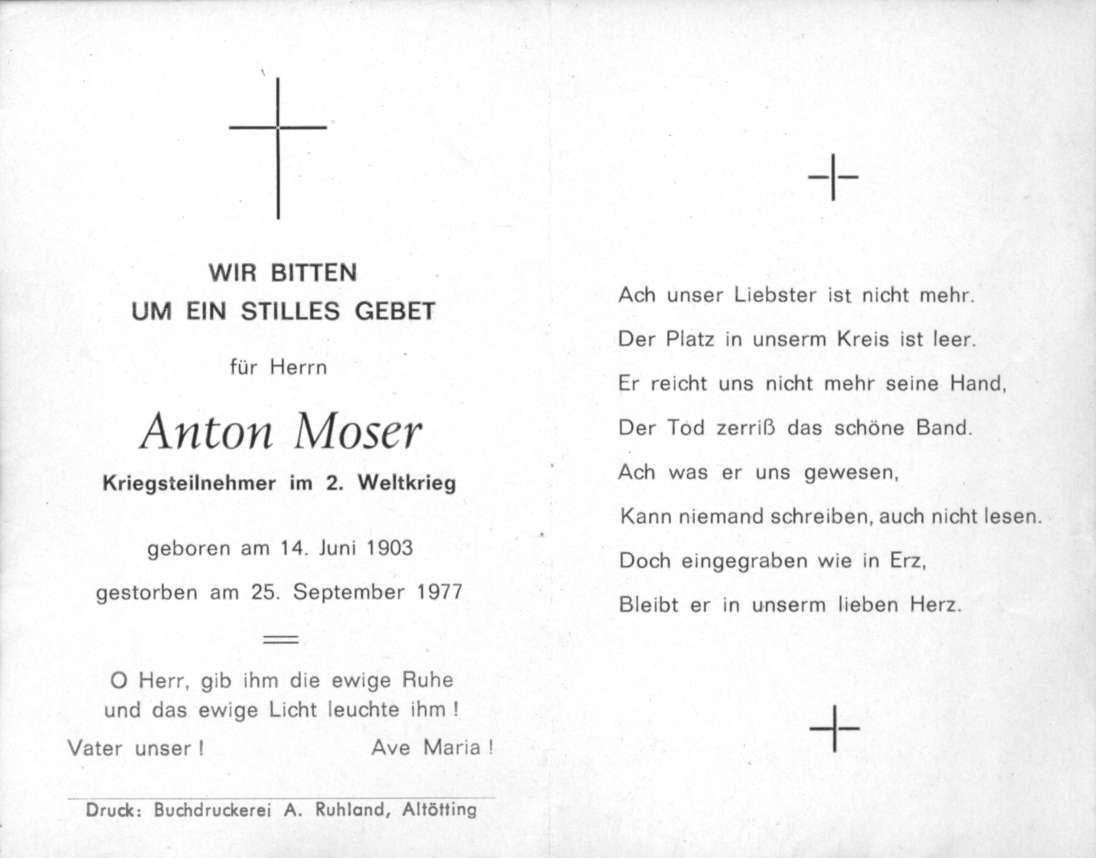 WIR BITTEN
UM EIN STILLES GEBET
für Herrn
Anton Moser
Kriegsteilnehmer im 2. Weltkrieg
geboren am 14. Juni 1903
gestorben am 25. September 1977
O Herr, gib ihm die ewige Ruhe
und das ewige Licht leuchte ihm !
Vater unser ! Ave Maria !
Druck: Buchdruckerei A. Ruhland, Altötting
Ach unser Liebster ist nicht mehr.
Der Platz in unserm Kreis ist leer.
Er reicht uns nicht mehr seine Hand,
Der Tod zerriß das schöne Band.
Ach was er uns gewesen,
Kann niemand schreiben, auch nicht lesen.
Doch eingegraben wie in Erz,
Bleibt er in unserm lieben Herz.